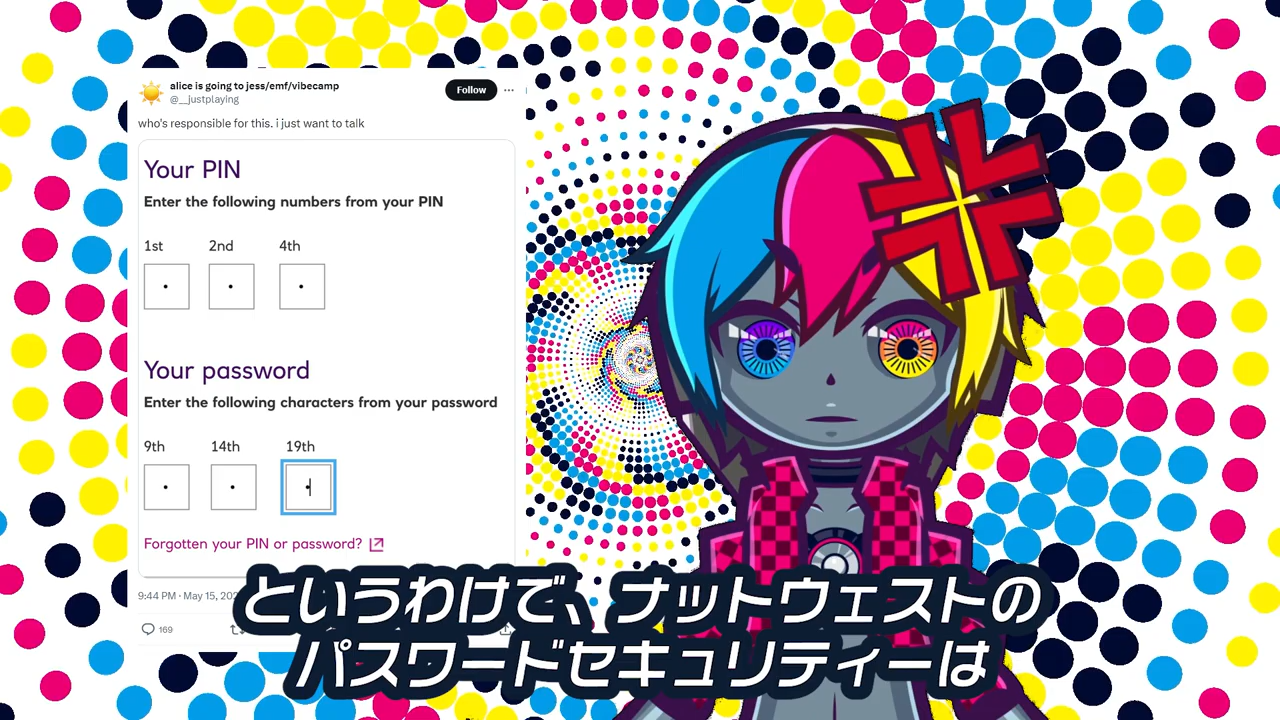 alice is going to jess/emf/vibecamp
@__justplaying
Follow
who's responsible for this. i just want to talk
Your PIN
Enter the following numbers from your PIN
1st 2nd 4th
Your password
Enter the following characters from your password
9th 14th 19th
Forgotten your PIN or password?
9:44 PM · May 15, 202
169
というわけで、ナットウェストの
パスワードセキュリティーは